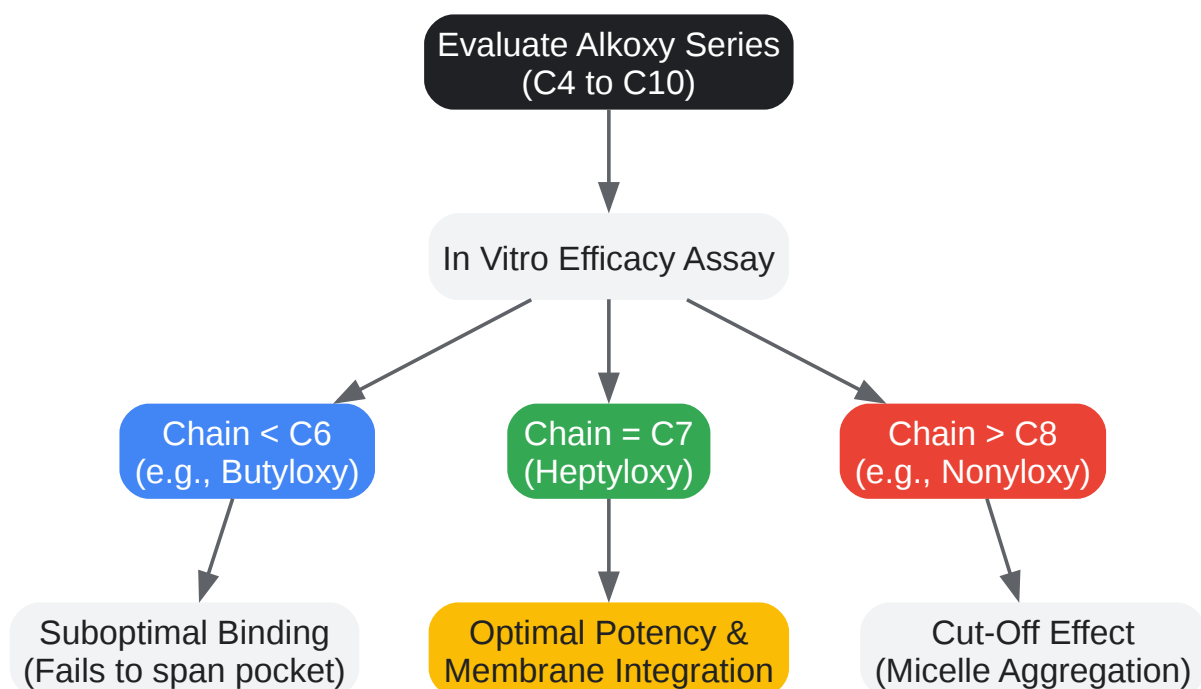 Evaluate Alkoxy Series
(C4 to C10)
In Vitro Efficacy Assay
Chain < C6
(e.g., Butyloxy)
Chain = C7
(Heptyloxy)
Chain > C8
(e.g., Nonyloxy)
Suboptimal Binding
(Fails to span pocket)
Optimal Potency &
Membrane Integration
Cut-Off Effect
(Micelle Aggregation)